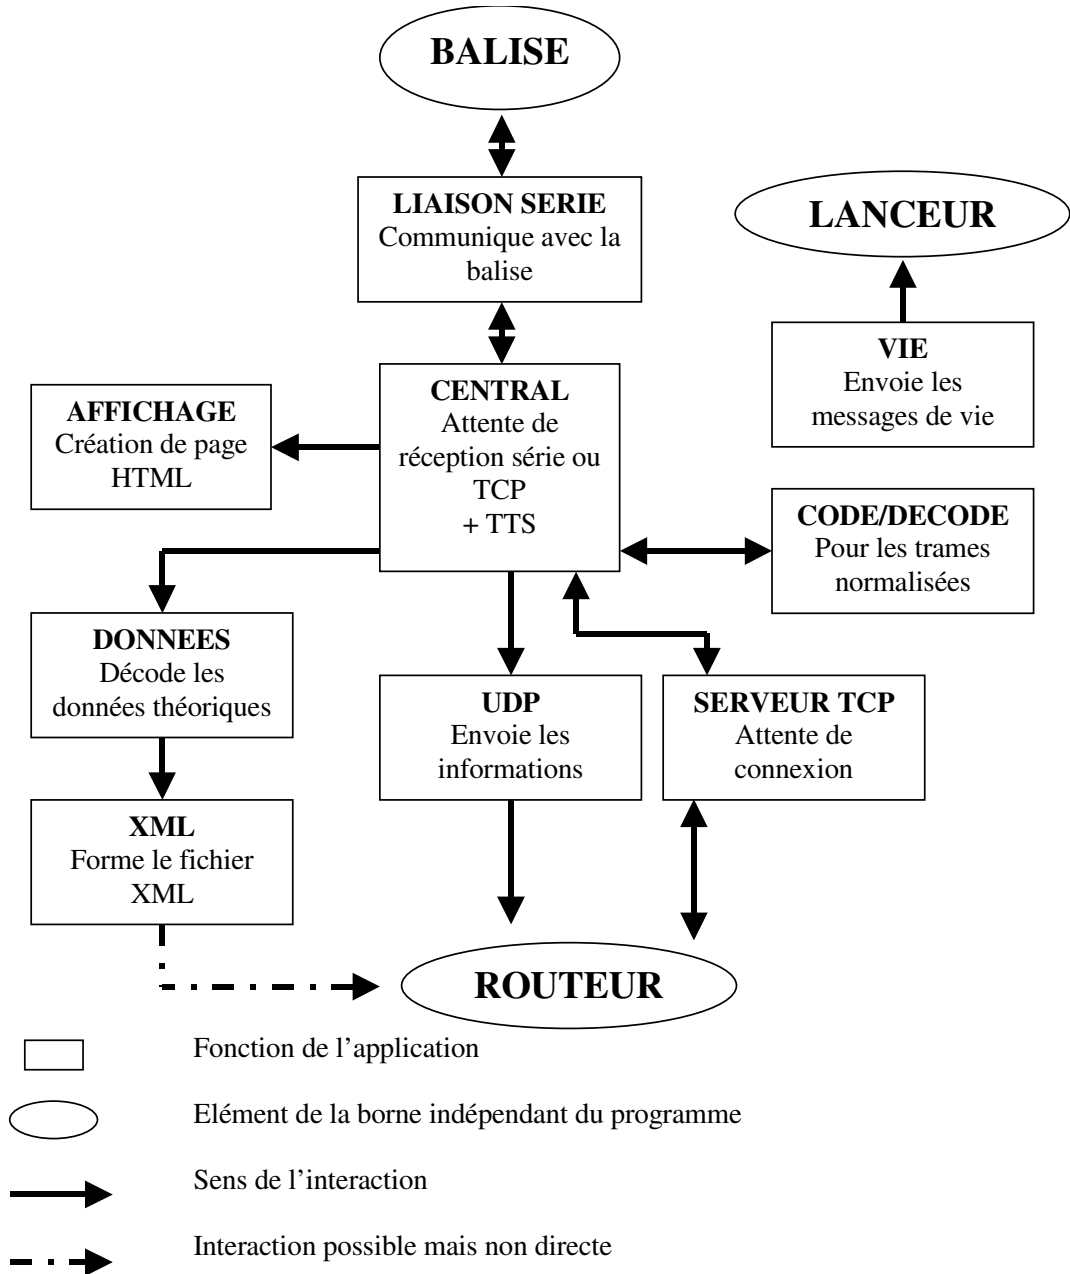 BALISE
LIAISON SERIE
Communique avec la
balise
LANCEUR
VIE
Envoie les
messages de vie
CENTRAL
Attente de
réception série ou
TCP
+ TTS
AFFICHAGE
Création de page
HTML
CODE/DECODE
Pour les trames
normalisées
DONNEES
Décode les
données théoriques
UDP
Envoie les
informations
SERVEUR TCP
Attente de
connexion
XML
Forme le fichier
XML
ROUTEUR
Fonction de l’application
Elément de la borne indépendant du programme
Sens de l’interaction
Interaction possible mais non directe